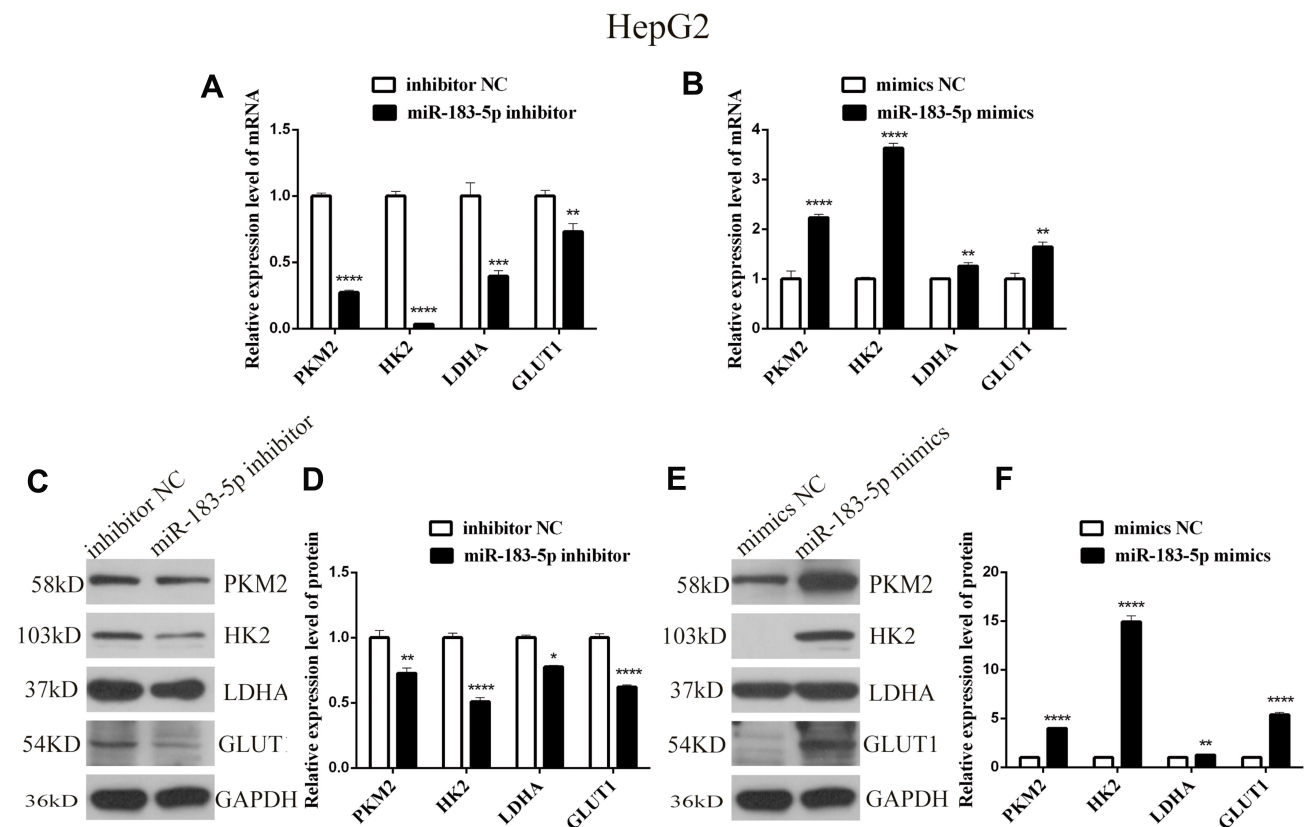 HepG2
A
inhibitor NC
miR-183-5p inhibitor
Relative expression level of mRNA
1.5
1.0
0.5
0.0
****
****
***
**
PKM2
HK2
LDHA
GLUT1
B
mimics NC
miR-183-5p mimics
Relative expression level of mRNA
4
3
2
1
0
****
****
**
**
PKM2
HK2
LDHA
GLUT1
C
inhibitor NC
miR-183-5p inhibitor
58kD PKM2
103kD HK2
37kD LDHA
54KD GLUT
36kD GAPDH
D
inhibitor NC
miR-183-5p inhibitor
Relative expression level of protein
1.5
1.0
0.5
0.0
**
****
*
****
PKM2
HK2
LDHA
GLUT1
E
mimics NC
miR-183-5p mimics
58kD PKM2
103kD HK2
37kD LDHA
54KD GLUT1
36kD GAPDH
F
mimics NC
miR-183-5p mimics
Relative expression level of protein
20
15
10
5
0
****
****
**
****
PKM2
HK2
LDHA
GLUT1